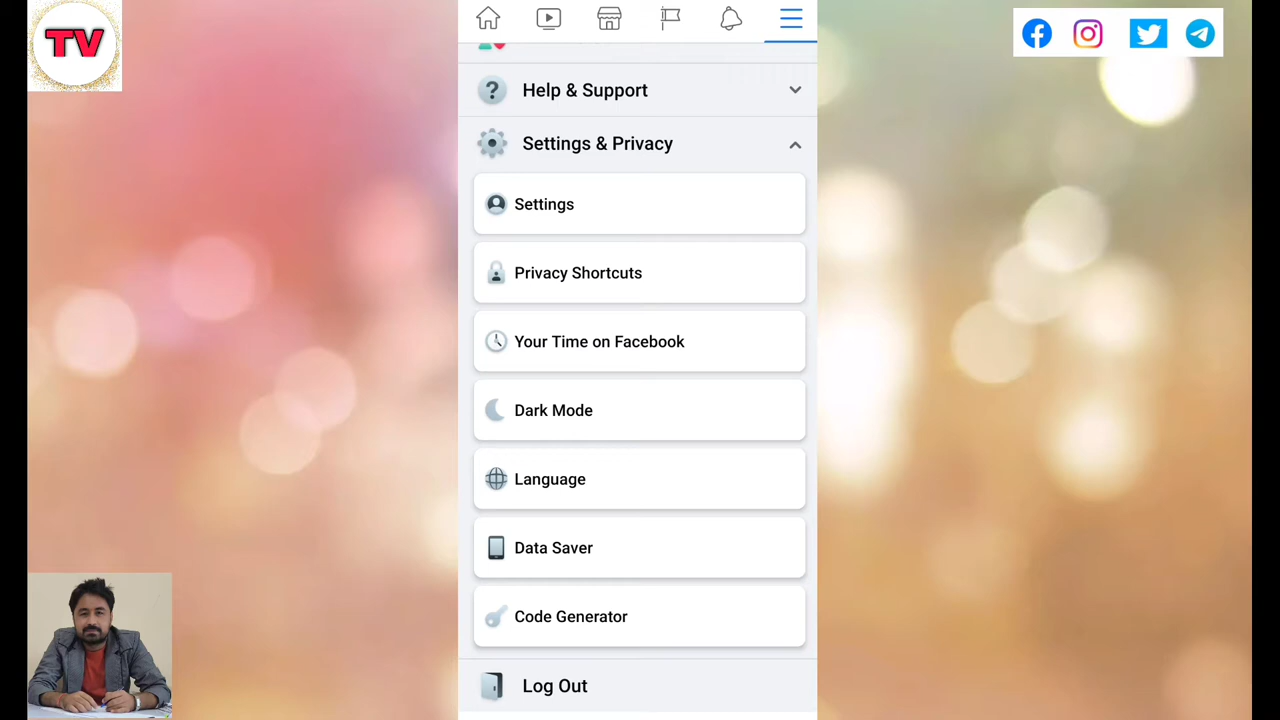 TV
Help & Support
Settings & Privacy
Settings
Privacy Shortcuts
Your Time on Facebook
Dark Mode
Language
Data Saver
Code Generator
Log Out